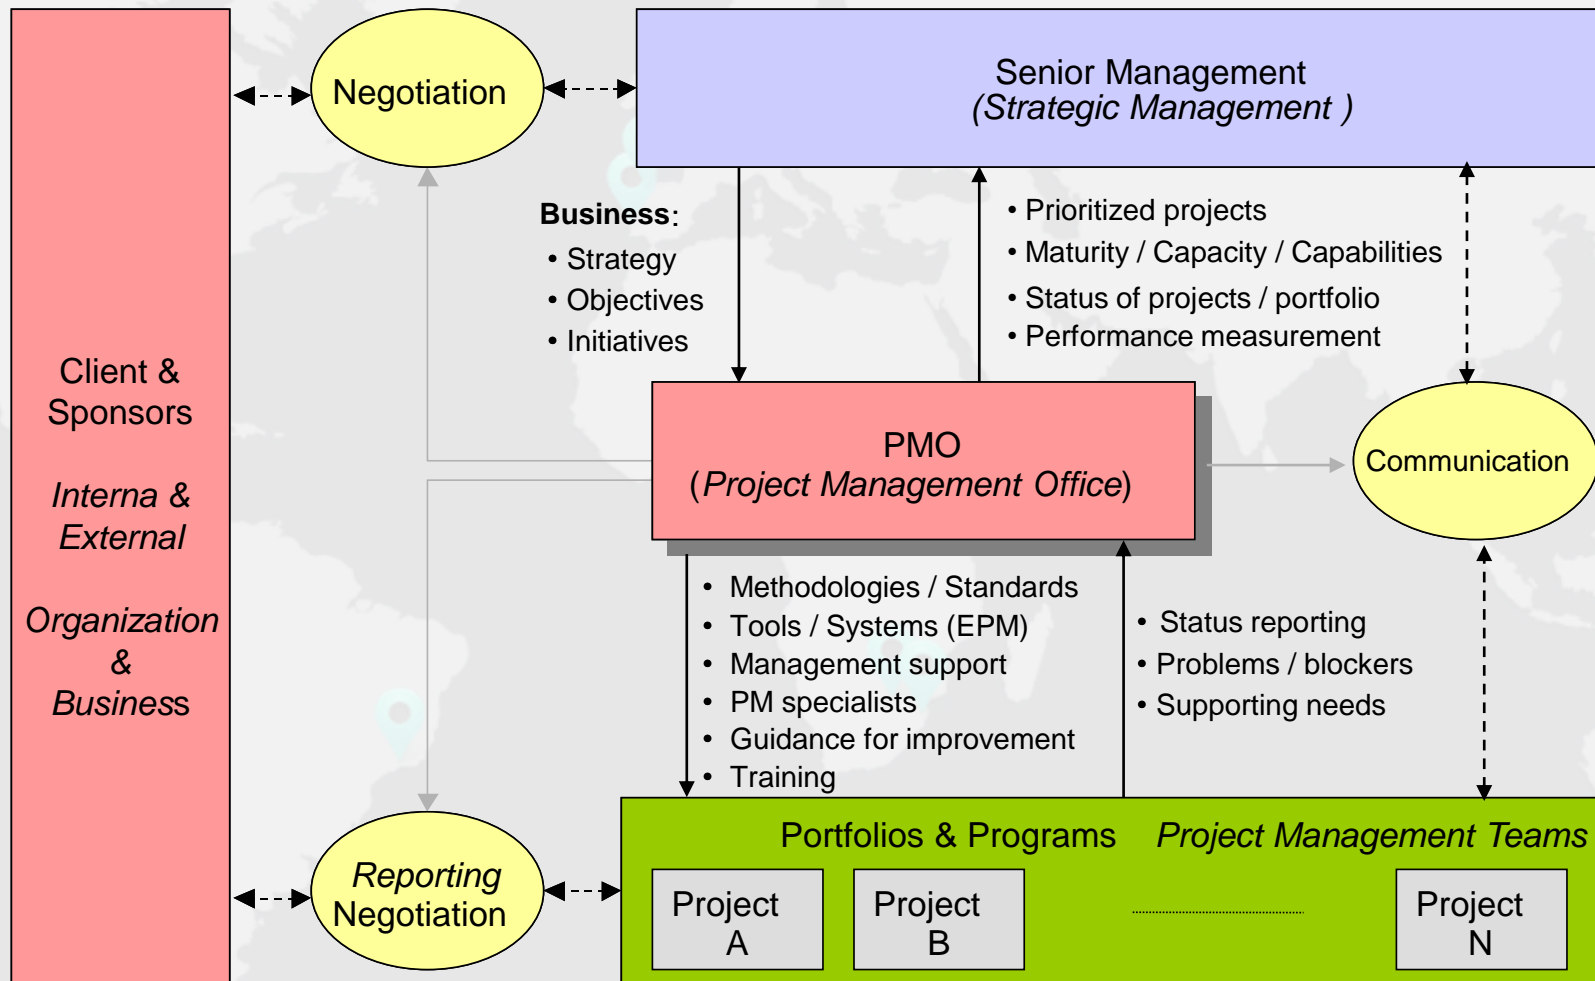 Negotiation
Senior Management
(Strategic Management )
Business:
• Strategy
• Objectives
• Initiatives
• Prioritized projects
• Maturity / Capacity / Capabilities
• Status of projects / portfolio
• Performance measurement
Client &
Sponsors
Interna &
External
Organization
&
Business
PMO
(Project Management Office)
Communication
• Methodologies / Standards
• Tools / Systems (EPM)
• Management support
• PM specialists
• Guidance for improvement
• Training
• Status reporting
• Problems / blockers
• Supporting needs
Reporting
Negotiation
Portfolios & Programs Project Management Teams
Project
A
Project
B
Project
N